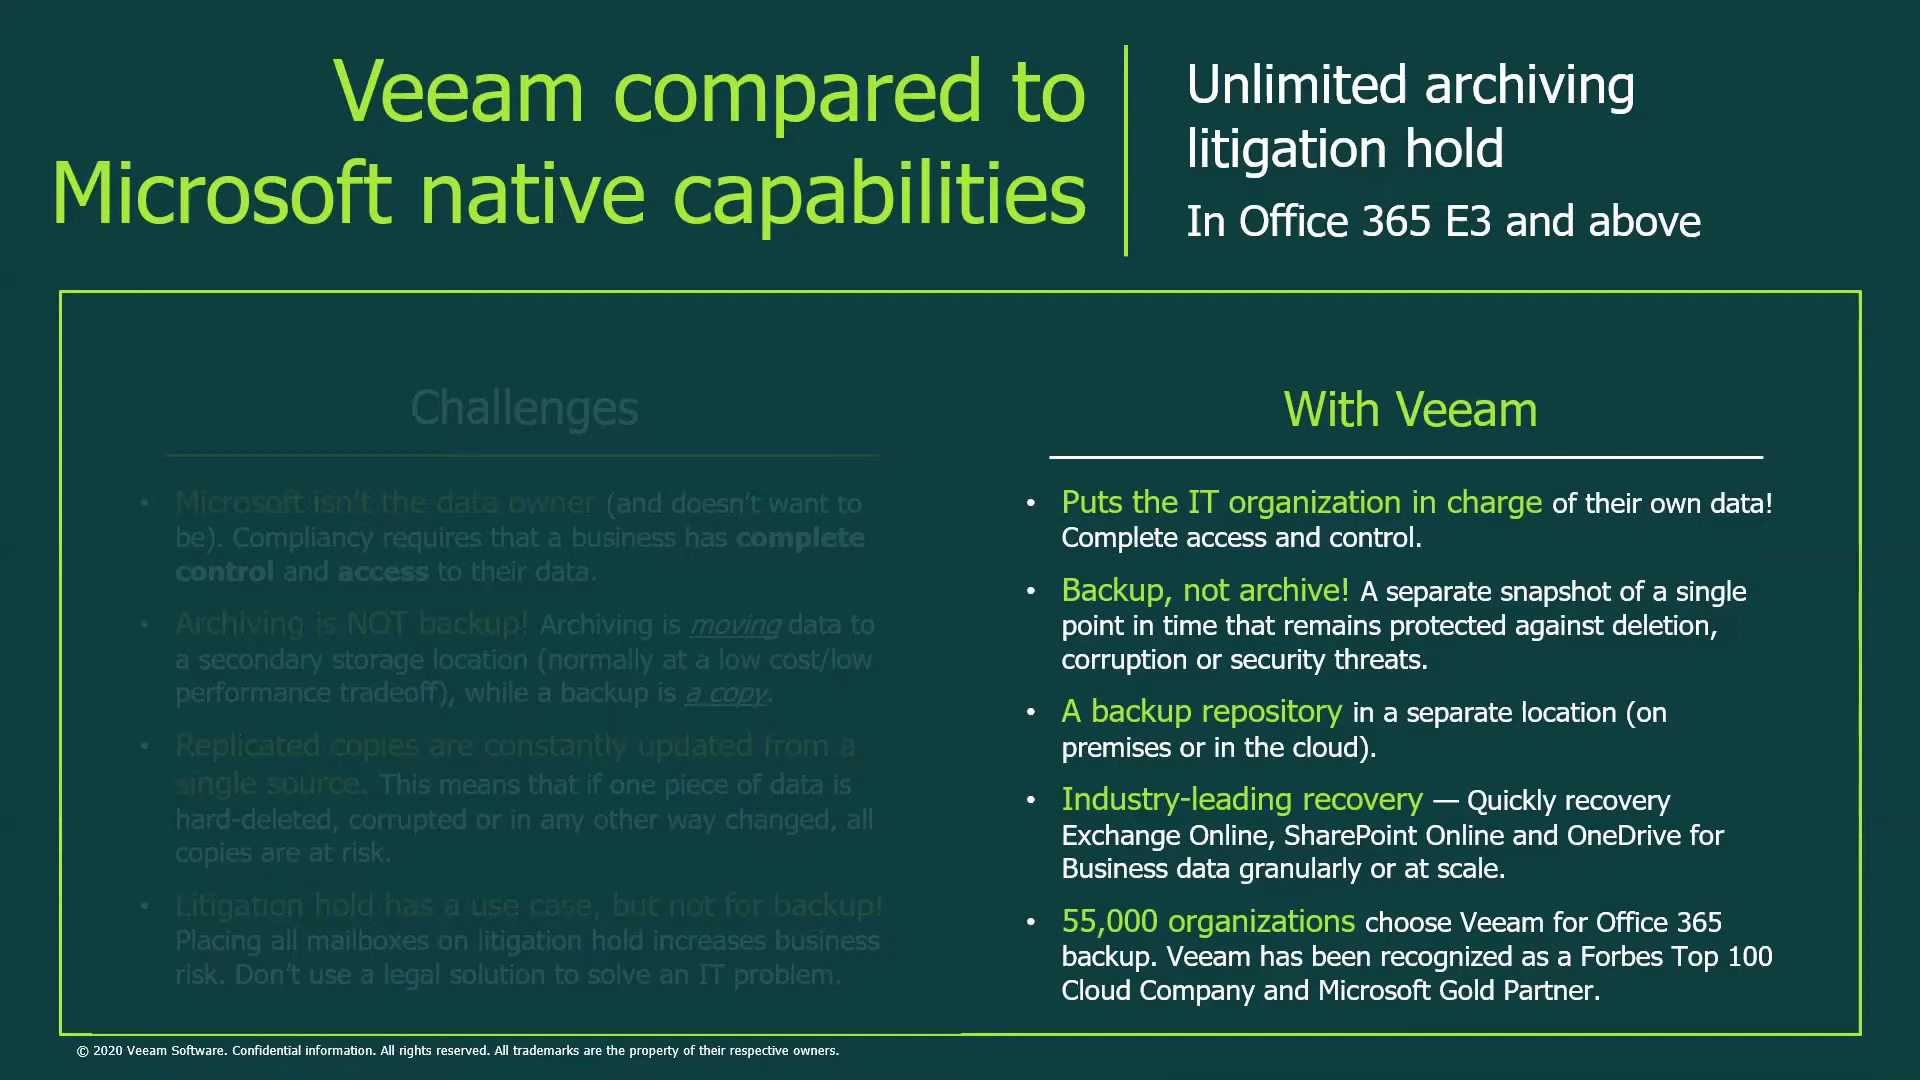 Veeam compared to
Microsoft native capabilities
Unlimited archiving
litigation hold
In Office 365 E3 and above
Challenges
• Microsoft isn't the data owner (and doesn't want to
be). Compliancy requires that a business has complete
control and access to their data.
• Archiving is NOT backup! Archiving is moving data to
a secondary storage location (normally at a low cost/low
performance tradeoff), while a backup is a copy.
• Replicated copies are constantly updated from a
single source. This means that if one piece of data is
hard-deleted, corrupted or in any other way changed, all
copies are at risk.
• Litigation hold has a use case, but not for backup!
Placing all mailboxes on litigation hold increases business
risk. Don't use a legal solution to solve an IT problem.
With Veeam
• Puts the IT organization in charge of their own data!
Complete access and control.
• Backup, not archive! A separate snapshot of a single
point in time that remains protected against deletion,
corruption or security threats.
• A backup repository in a separate location (on
premises or in the cloud).
• Industry-leading recovery — Quickly recovery
Exchange Online, SharePoint Online and OneDrive for
Business data granularly or at scale.
• 55,000 organizations choose Veeam for Office 365
backup. Veeam has been recognized as a Forbes Top 100
Cloud Company and Microsoft Gold Partner.
© 2020 Veeam Software. Confidential information. All rights reserved. All trademarks are the property of their respective owners.